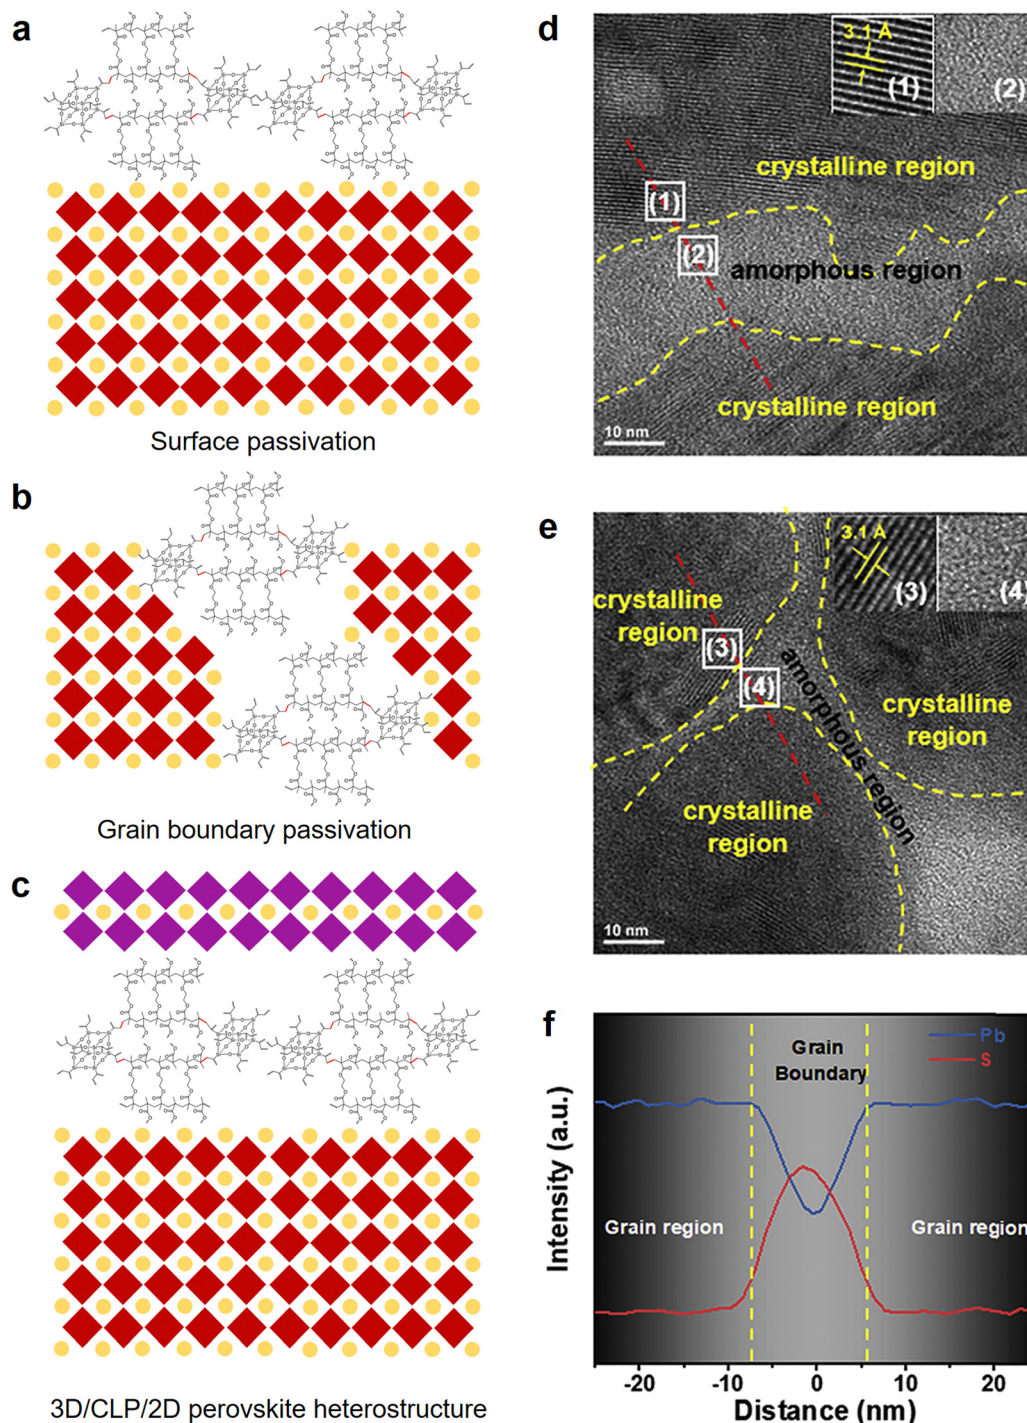 a
Surface passivation
b
Grain boundary passivation
c
3D/CLP/2D perovskite heterostructure
d
3.1 Å
(1)
(2)
crystalline region
(1)
(2)
amorphous region
crystalline region
10 nm
e
3.1 Å
(3)
(4)
crystalline
region
(3)
(4)
amorphous region
crystalline
region
crystalline
region
10 nm
f
Pb
S
Grain
Boundary
Grain region
Grain region
Intensity (a.u.)
-20
-10
0
10
20
Distance (nm)